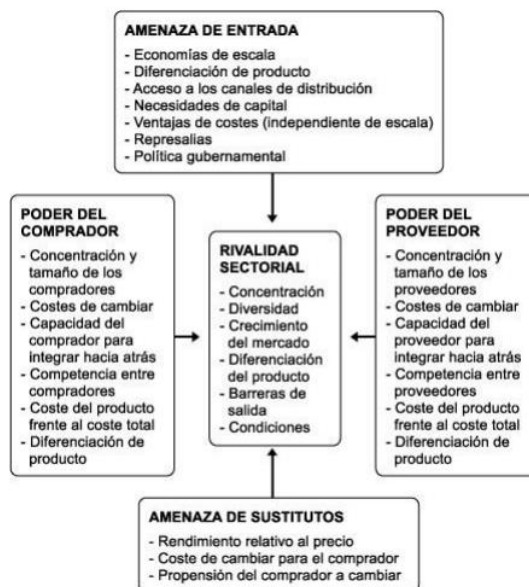 AMENAZA DE ENTRADA
- Economías de escala
- Diferenciación de producto
- Acceso a los canales de distribución
- Necesidades de capital
- Ventajas de costes (independiente de escala)
- Represalias
- Política gubernamental
PODER DEL
COMPRADOR
- Concentración y
tamaño de los
compradores
- Costes de cambiar
- Capacidad del
comprador para
integrar hacia atrás
- Competencia entre
compradores
- Coste del producto
frente al coste total
- Diferenciación de
producto
RIVALIDAD
SECTORIAL
- Concentración
- Diversidad
- Crecimiento
del mercado
- Diferenciación
del producto
- Barreras de
salida
- Condiciones
PODER DEL
PROVEEDOR
- Concentración y
tamaño de los
proveedores
- Costes de cambiar
- Capacidad del
proveedor para
integrar hacia atrás
- Competencia entre
proveedores
- Coste del producto
frente al coste total
- Diferenciación de
producto
AMENAZA DE SUSTITUTOS
- Rendimiento relativo al precio
- Coste de cambiar para el comprador
- Propensión del comprador a cambiar